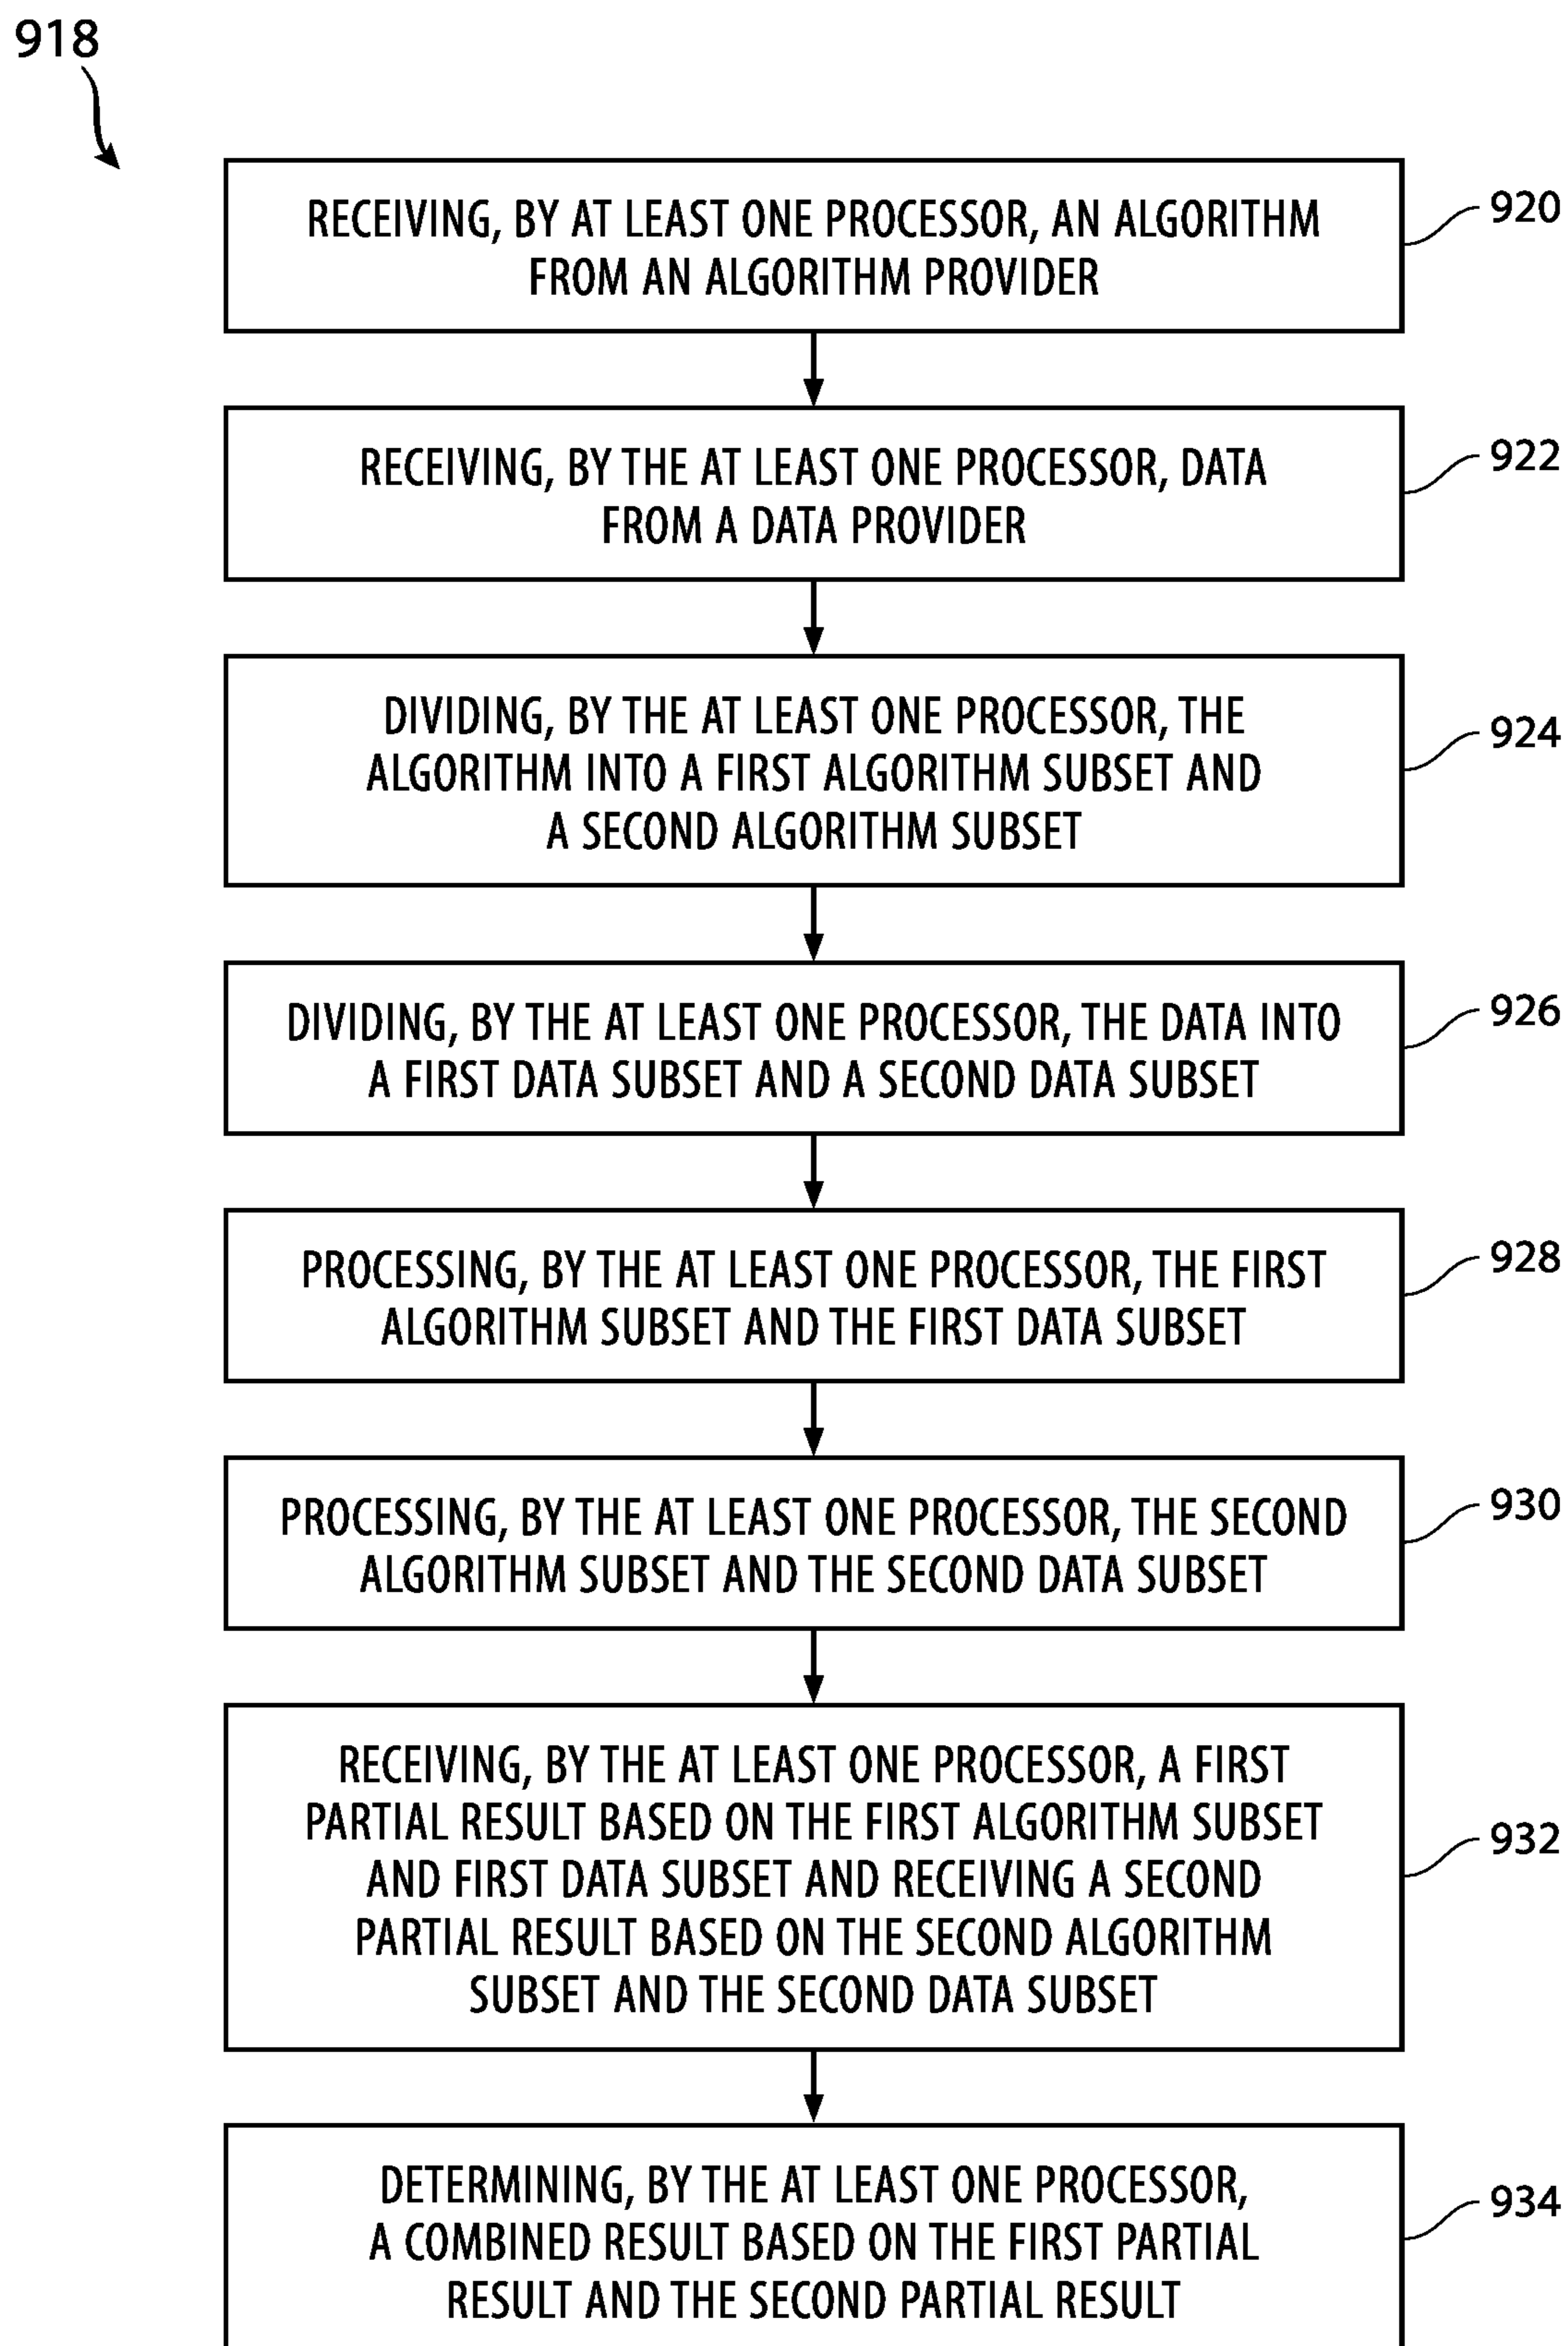 918
RECEIVING, BY AT LEAST ONE PROCESSOR, AN ALGORITHM
FROM AN ALGORITHM PROVIDER
920
RECEIVING, BY THE AT LEAST ONE PROCESSOR, DATA
FROM A DATA PROVIDER
922
DIVIDING, BY THE AT LEAST ONE PROCESSOR, THE
ALGORITHM INTO A FIRST ALGORITHM SUBSET AND
A SECOND ALGORITHM SUBSET
924
DIVIDING, BY THE AT LEAST ONE PROCESSOR, THE DATA INTO
A FIRST DATA SUBSET AND A SECOND DATA SUBSET
926
PROCESSING, BY THE AT LEAST ONE PROCESSOR, THE FIRST
ALGORITHM SUBSET AND THE FIRST DATA SUBSET
928
PROCESSING, BY THE AT LEAST ONE PROCESSOR, THE SECOND
ALGORITHM SUBSET AND THE SECOND DATA SUBSET
930
RECEIVING, BY THE AT LEAST ONE PROCESSOR, A FIRST
PARTIAL RESULT BASED ON THE FIRST ALGORITHM SUBSET
AND FIRST DATA SUBSET AND RECEIVING A SECOND
PARTIAL RESULT BASED ON THE SECOND ALGORITHM
SUBSET AND THE SECOND DATA SUBSET
932
DETERMINING, BY THE AT LEAST ONE PROCESSOR,
A COMBINED RESULT BASED ON THE FIRST PARTIAL
RESULT AND THE SECOND PARTIAL RESULT
934